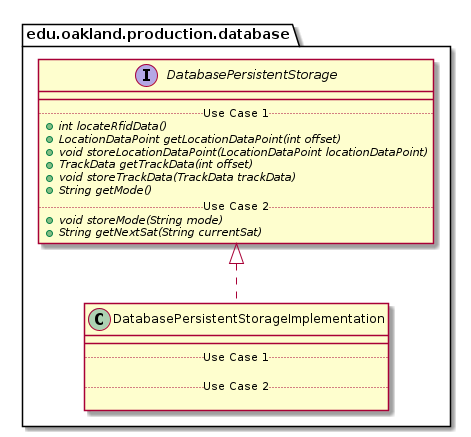 edu.oakland.production.database
I DatabasePersistentStorage
Use Case 1
int locateRfidData()
LocationDataPoint getLocationDataPoint(int offset)
void storeLocationDataPoint(LocationDataPoint locationDataPoint)
TrackData getTrackData(int offset)
void storeTrackData(TrackData trackData)
String getMode()
Use Case 2
void storeMode(String mode)
String getNextSat(String currentSat)
C DatabasePersistentStorageImplementation
Use Case 1
Use Case 2